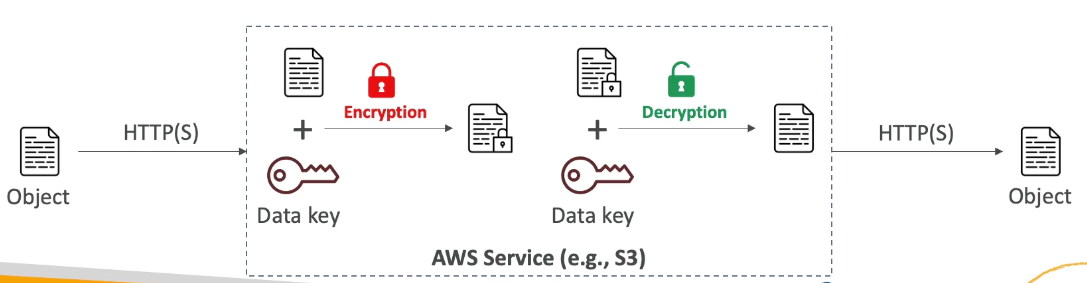 Object
HTTP(S)
+
Data key
Encryption
+
Data key
Decryption
AWS Service (e.g., S3)
HTTP(S)
Object